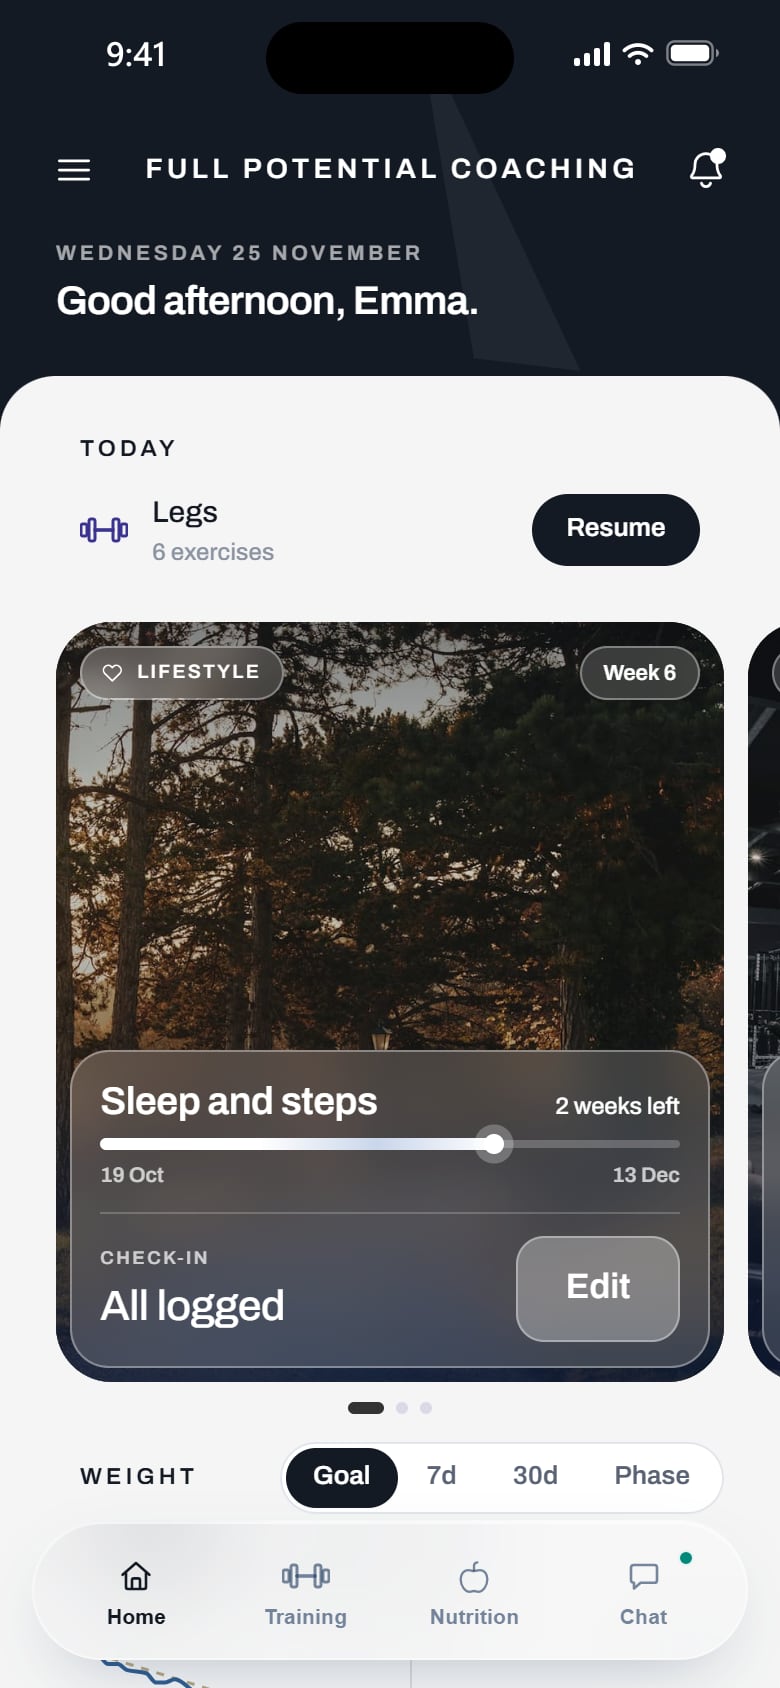 9:41
FULL POTENTIAL COACHING
WEDNESDAY 25 NOVEMBER
Good afternoon, Emma.
TODAY
Legs
6 exercises
Resume
LIFESTYLE
Week 6
Sleep and steps
2 weeks left
19 Oct
13 Dec
CHECK-IN
All logged
Edit
WEIGHT
Goal
7d
30d
Phase
Home
Training
Nutrition
Chat